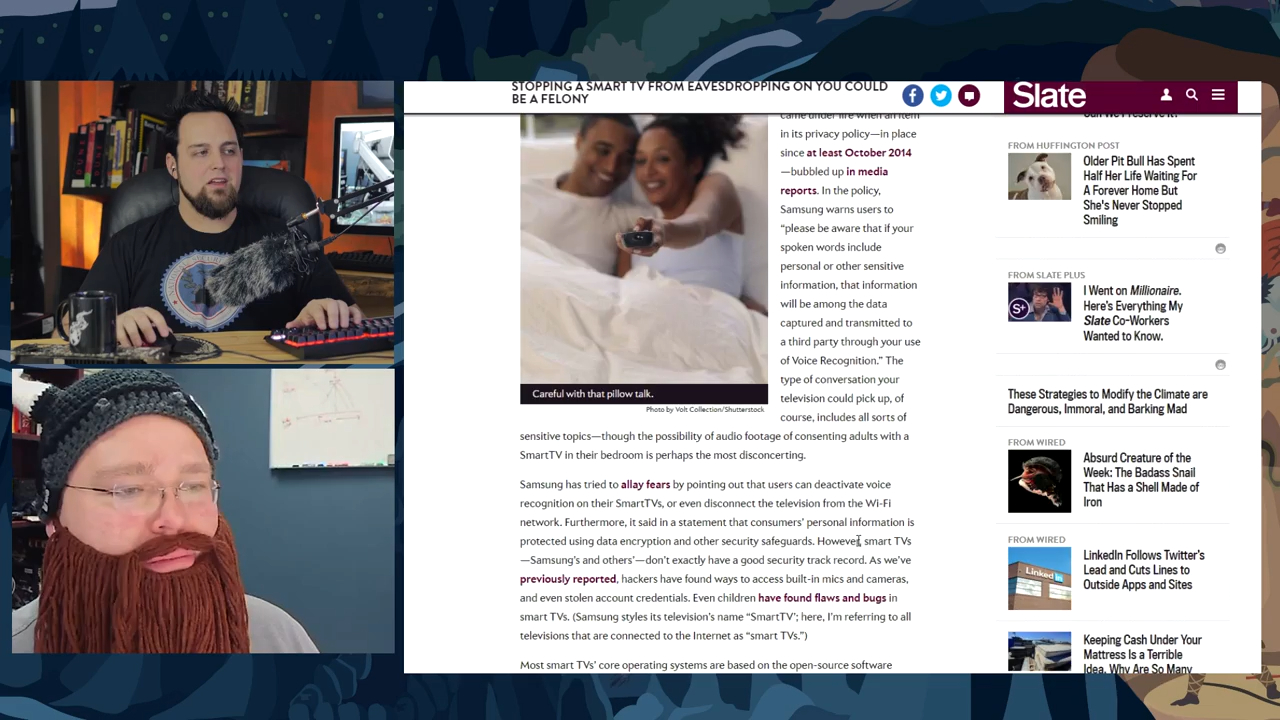 STOPPING A SMART TV FROM EAVESDROPPING ON YOU COULD
BE A FELONY
Slate
came under fire when an item
in its privacy policy—in place
since at least October 2014
—bubbled up in media
reports. In the policy,
Samsung warns users to
“please be aware that if your
spoken words include
personal or other sensitive
information, that information
will be among the data
captured and transmitted to
a third party through your use
of Voice Recognition.” The
type of conversation your
television could pick up, of
course, includes all sorts of
Careful with that pillow talk.
Photo by Volt Collection/Shutterstock
sensitive topics—though the possibility of audio footage of consenting adults with a
SmartTV in their bedroom is perhaps the most disconcerting.
Samsung has tried to allay fears by pointing out that users can deactivate voice
recognition on their SmartTVs, or even disconnect the television from the Wi-Fi
network. Furthermore, it said in a statement that consumers’ personal information is
protected using data encryption and other security safeguards. However, smart TVs
—Samsung’s and others’—don’t exactly have a good security track record. As we’ve
previously reported, hackers have found ways to access built-in mics and cameras,
and even stolen account credentials. Even children have found flaws and bugs in
smart TVs. (Samsung styles its television’s name “SmartTV”; here, I’m referring to all
televisions that are connected to the Internet as “smart TVs.”)
Most smart TVs’ core operating systems are based on the open-source software
FROM HUFFINGTON POST
Older Pit Bull Has Spent
Half Her Life Waiting For
A Forever Home But
She's Never Stopped
Smiling
FROM SLATE PLUS
S+
I Went on Millionaire.
Here’s Everything My
Slate Co-Workers
Wanted to Know.
These Strategies to Modify the Climate are
Dangerous, Immoral, and Barking Mad
FROM WIRED
Absurd Creature of the
Week: The Badass Snail
That Has a Shell Made of
Iron
FROM WIRED
LinkedIn
LinkedIn Follows Twitter’s
Lead and Cuts Lines to
Outside Apps and Sites
Keeping Cash Under Your
Mattress Is a Terrible
Idea. Why Are So Many